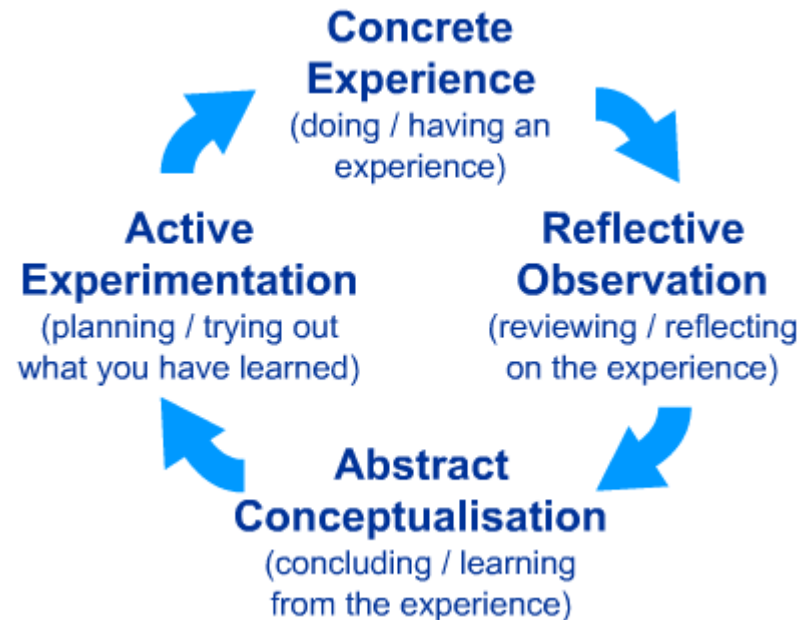 Concrete
Experience
(doing / having an
experience)
Reflective
Observation
(reviewing / reflecting
on the experience)
Abstract
Conceptualisation
(concluding / learning
from the experience)
Active
Experimentation
(planning / trying out
what you have learned)